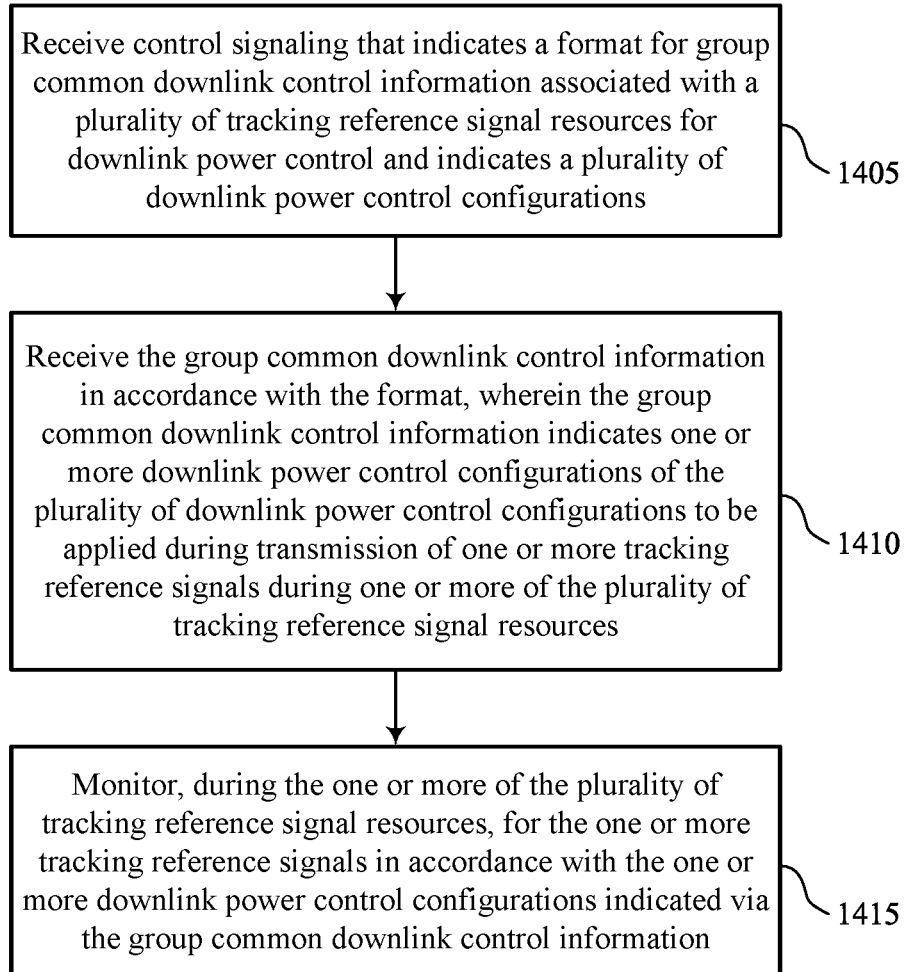 Receive control signaling that indicates a format for group
common downlink control information associated with a
plurality of tracking reference signal resources for
downlink power control and indicates a plurality of
downlink power control configurations
1405
Receive the group common downlink control information
in accordance with the format, wherein the group
common downlink control information indicates one or
more downlink power control configurations of the
plurality of downlink power control configurations to be
applied during transmission of one or more tracking
reference signals during one or more of the plurality of
tracking reference signal resources
1410
Monitor, during the one or more of the plurality of
tracking reference signal resources, for the one or more
tracking reference signals in accordance with the one or
more downlink power control configurations indicated via
the group common downlink control information
1415